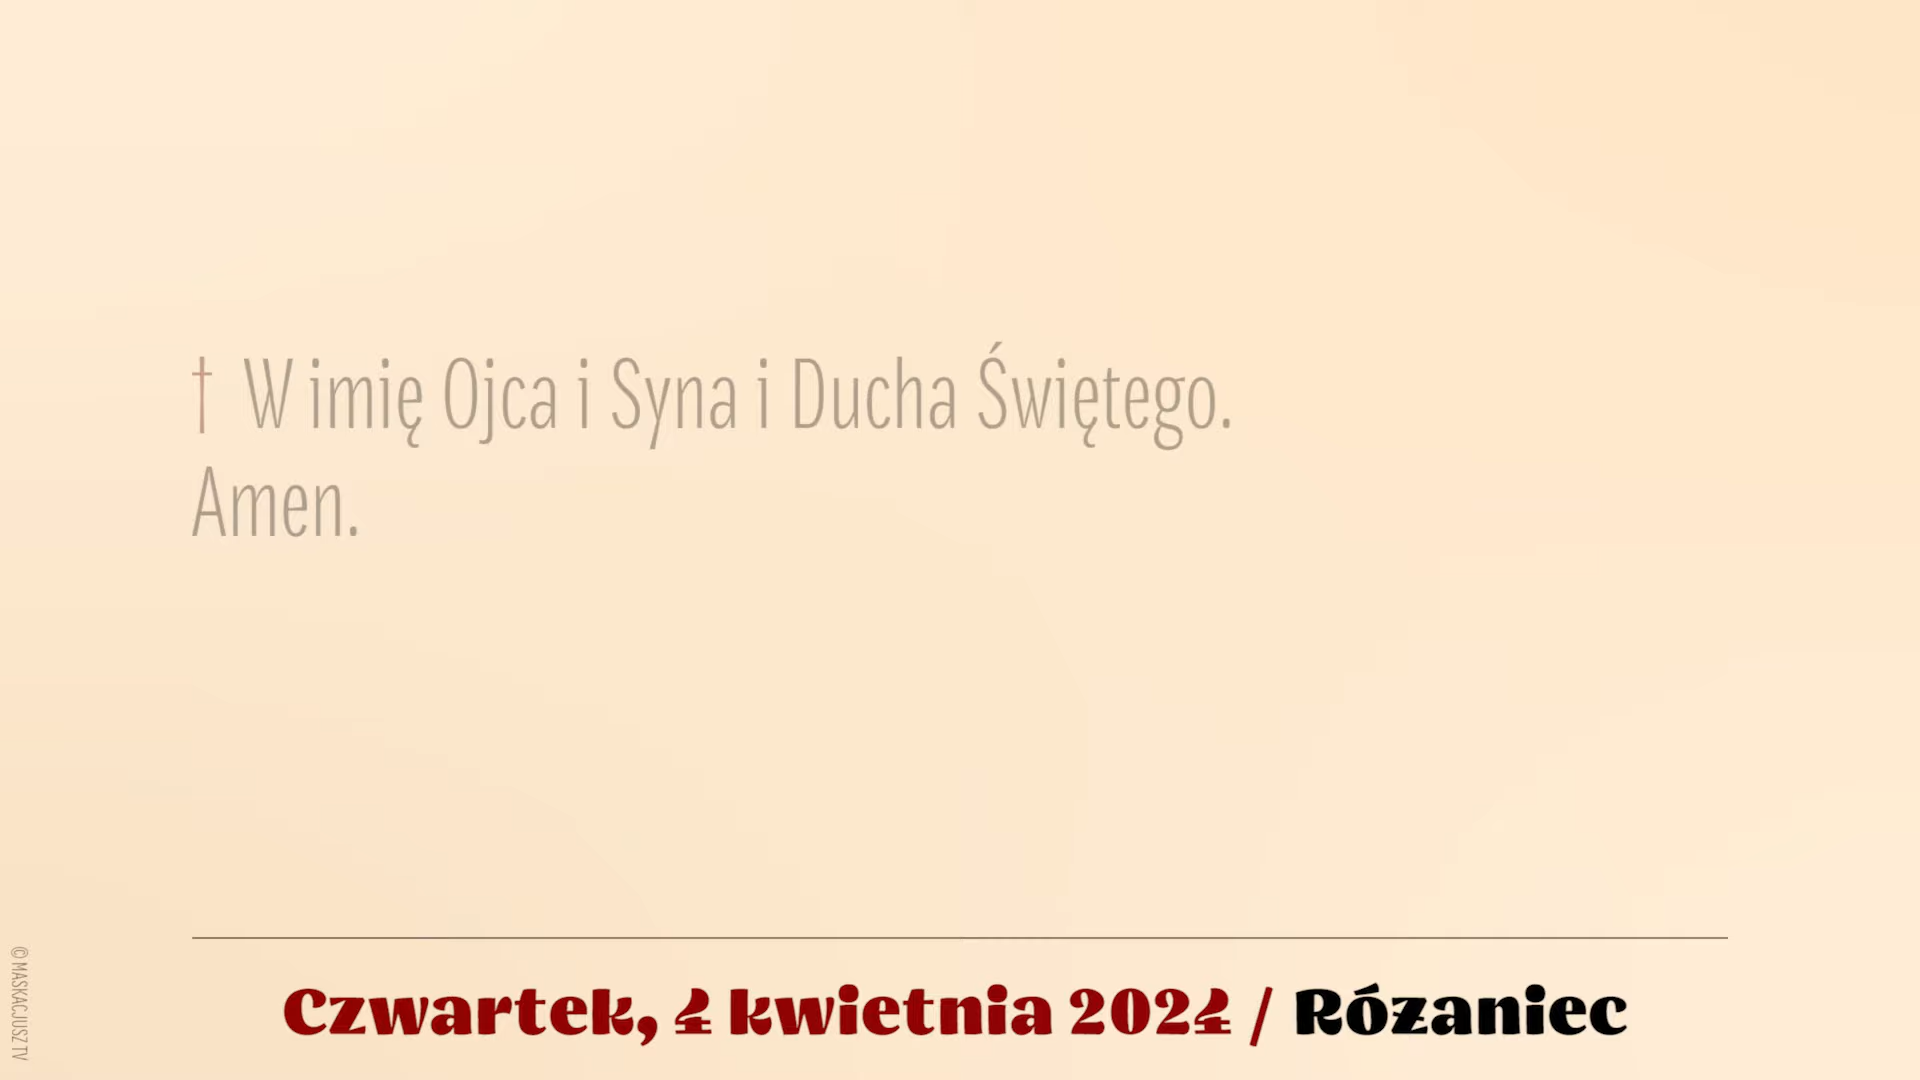 † W imię Ojca i Syna i Ducha Świętego.
Amen.
Czwartek, 4 kwietnia 2024 / Różaniec
© MASKACJUSZ TV